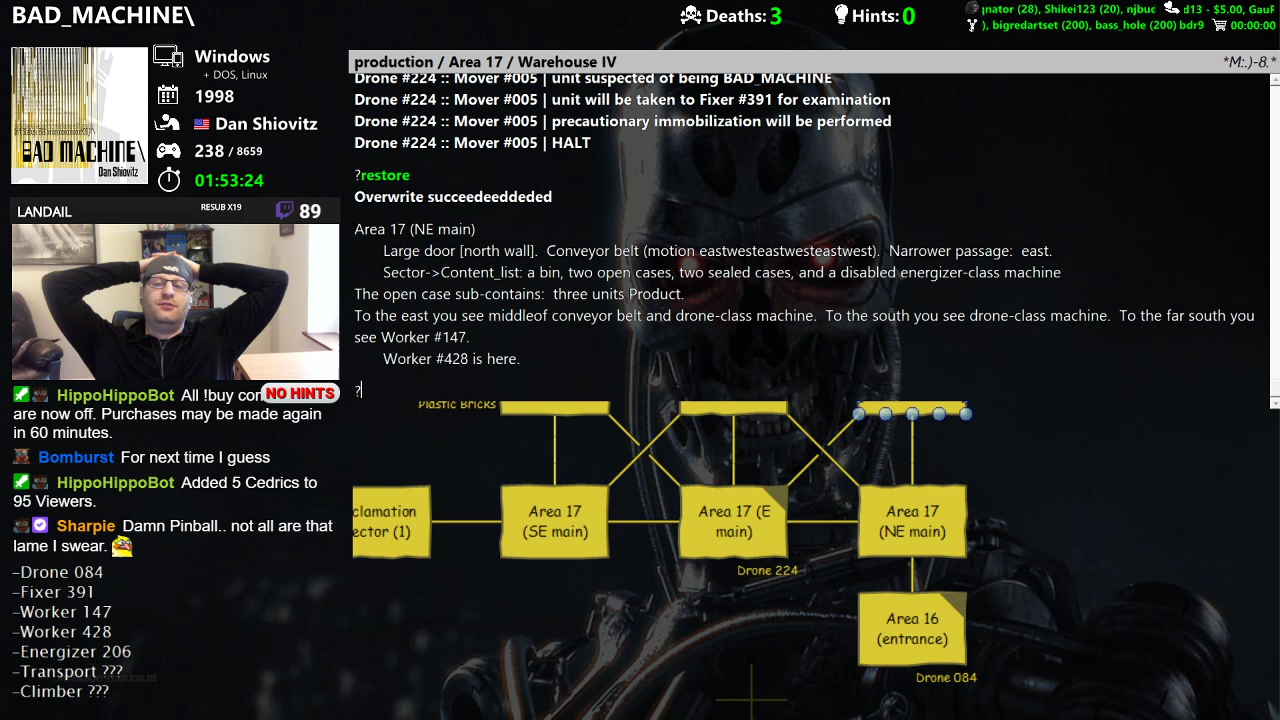 BAD_MACHINE\
Deaths: 3
Hints: 0
gnator (28), Shikei123 (20), njbuc
d13 - $5.00, GauF
), bigredartset (200), bass_hole (200) bdr9
00:00:00
BAD MACHINE\
Dan Shiovitz
Windows
+ DOS, Linux
1998
Dan Shiovitz
238 / 8659
01:53:24
LANDAIL
RESUB X19
89
NO HINTS
HippoHippoBot All !buy com
are now off. Purchases may be made again
in 60 minutes.
Bomburst For next time I guess
HippoHippoBot Added 5 Cedrics to
95 Viewers.
Sharpie Damn Pinball.. not all are that
lame I swear.
-Drone 084
-Fixer 391
-Worker 147
-Worker 428
-Energizer 206
-Transport ???
-Climber ???
production / Area 17 / Warehouse IV
*M:.)-8.*
Drone #224 :: Mover #005 | unit suspected of being BAD_MACHINE
Drone #224 :: Mover #005 | unit will be taken to Fixer #391 for examination
Drone #224 :: Mover #005 | precautionary immobilization will be performed
Drone #224 :: Mover #005 | HALT
?restore
Overwrite succeedeeddeded
Area 17 (NE main)
Large door [north wall]. Conveyor belt (motion eastwesteastwesteastwest). Narrower passage: east.
Sector->Content_list: a bin, two open cases, two sealed cases, and a disabled energizer-class machine
The open case sub-contains: three units Product.
To the east you see middleof conveyor belt and drone-class machine. To the south you see drone-class machine. To the far south you
see Worker #147.
Worker #428 is here.
?
Plastic Bricks
clamation
ector (1)
Area 17
(SE main)
Area 17 (E
main)
Area 17
(NE main)
Drone 224
Area 16
(entrance)
Drone 084